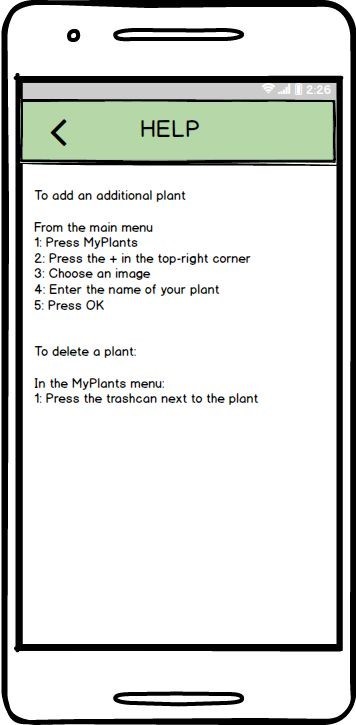 2:26
HELP
To add an additional plant
From the main menu
1: Press MyPlants
2: Press the + in the top-right corner
3: Choose an image
4: Enter the name of your plant
5: Press OK
To delete a plant:
In the MyPlants menu:
1: Press the trashcan next to the plant